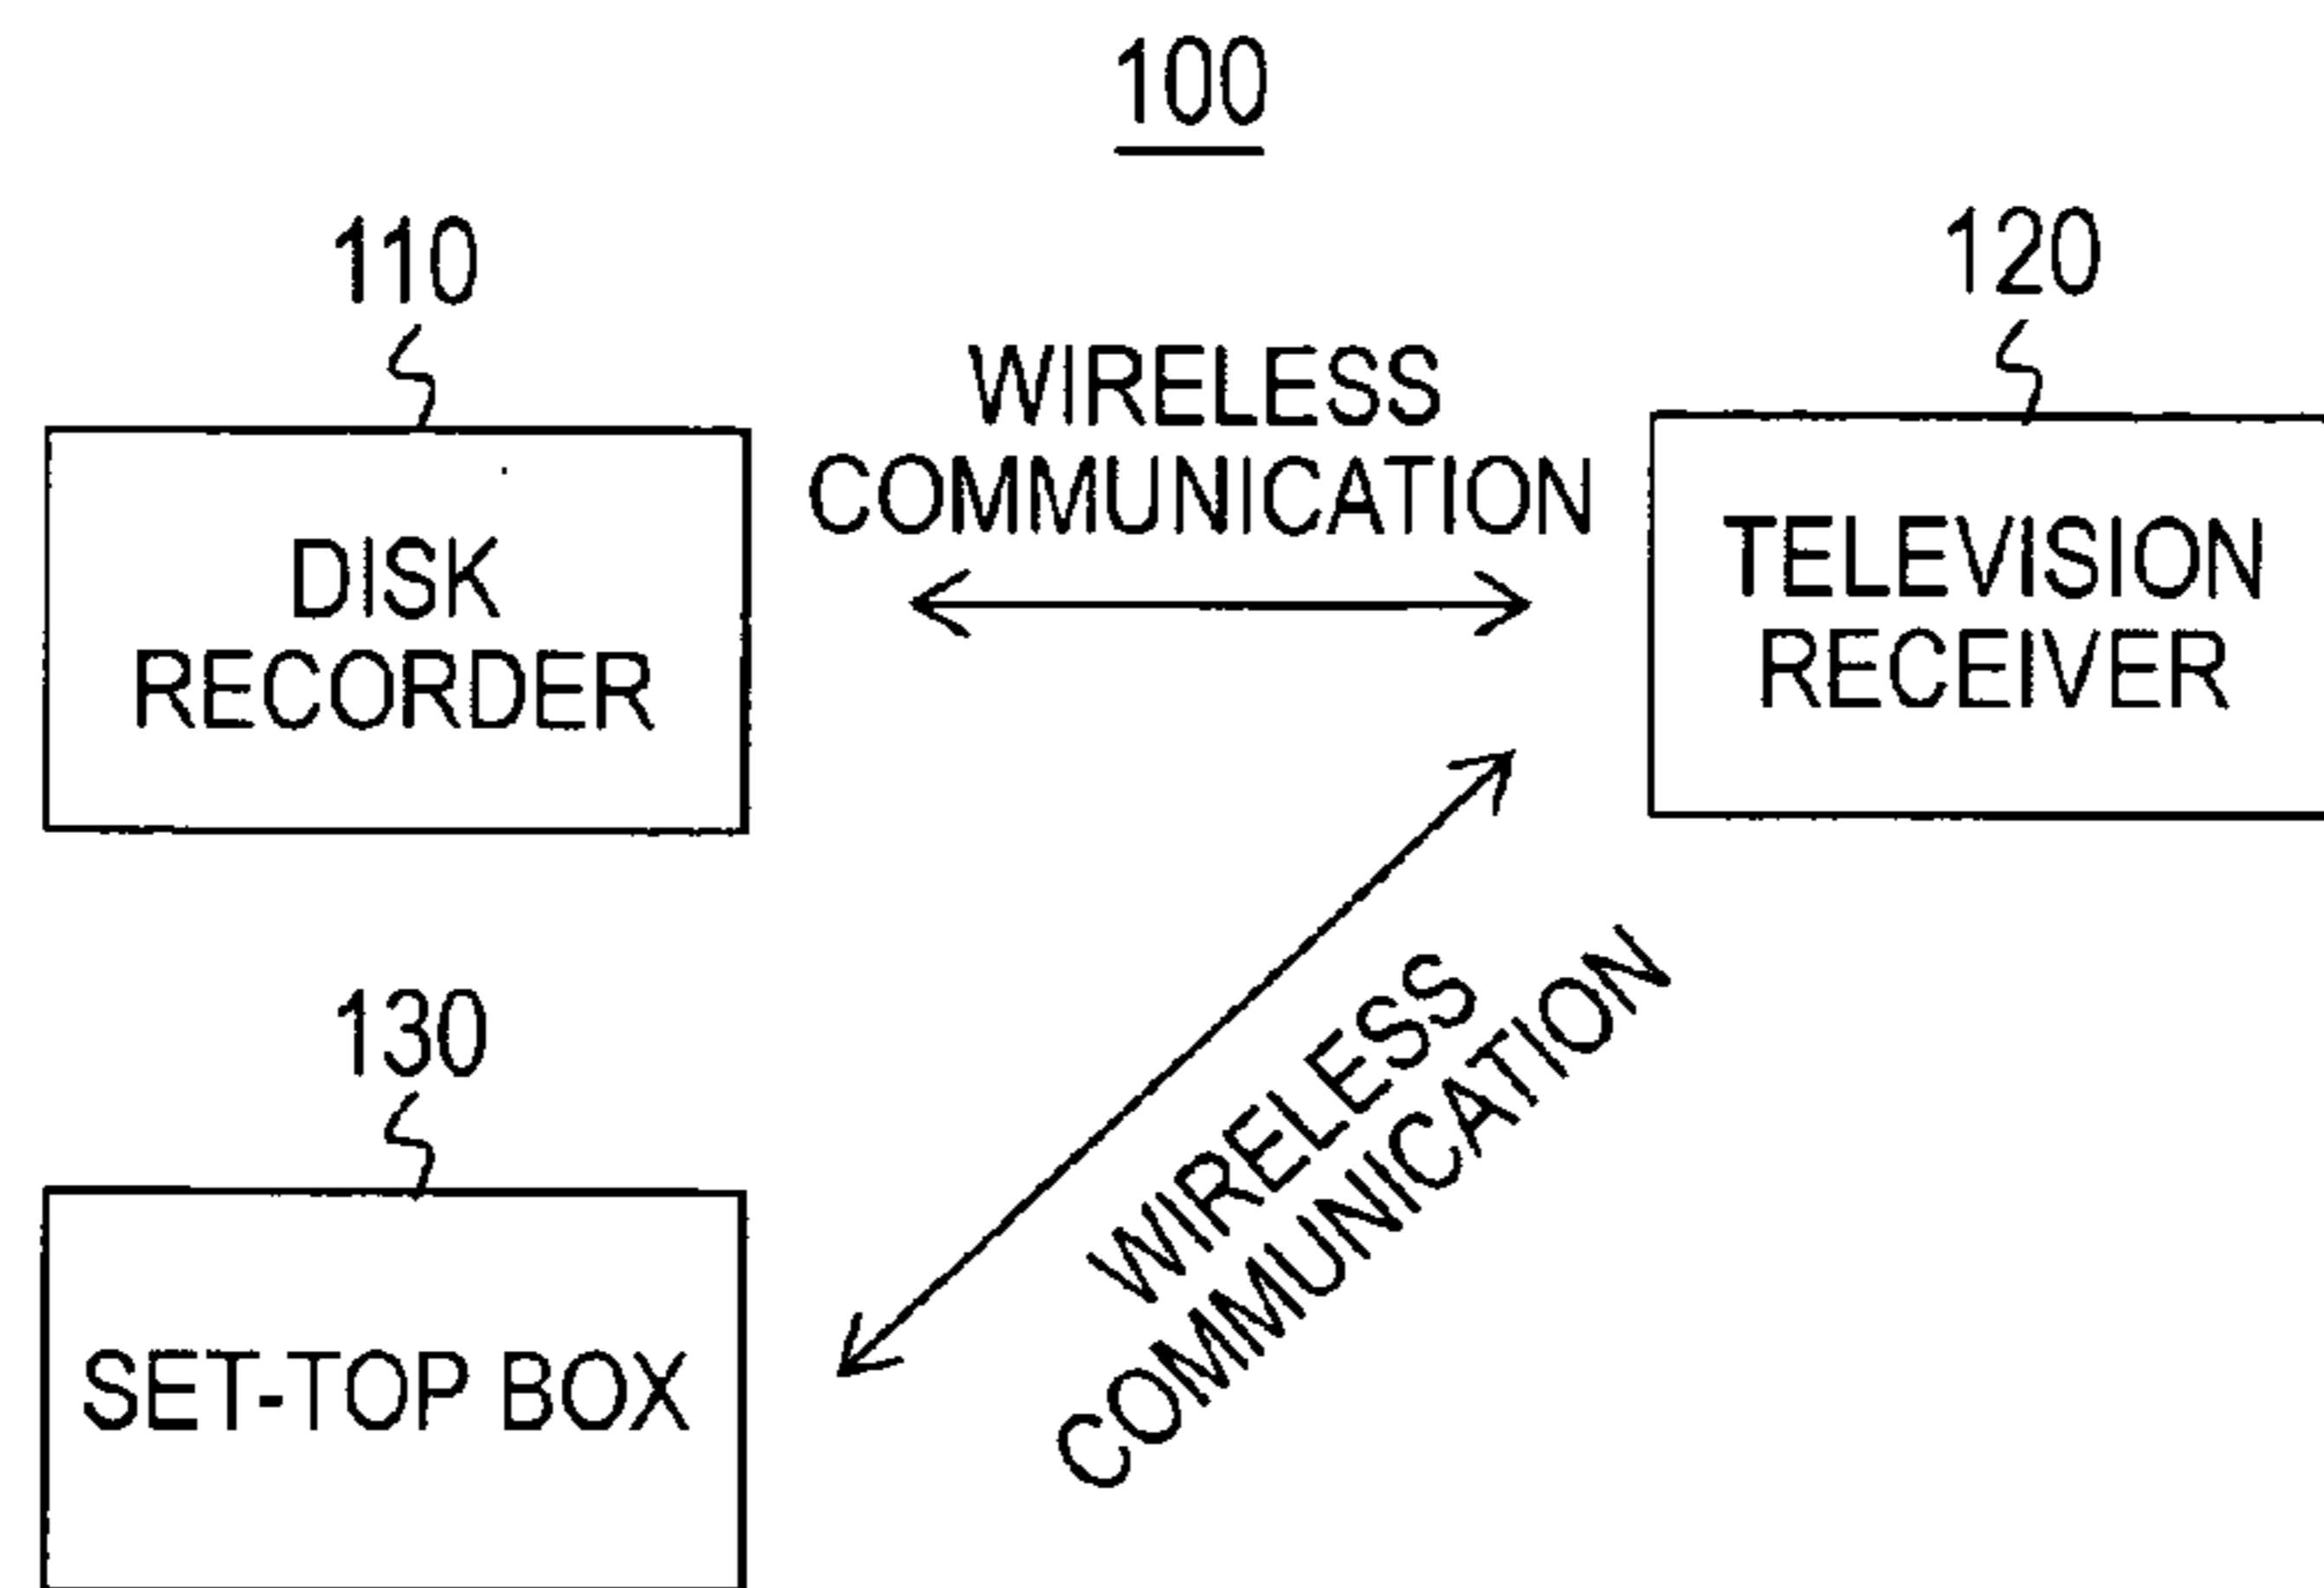 100
110
120
WIRELESS
COMMUNICATION
DISK
RECORDER
TELEVISION
RECEIVER
130
SET-TOP BOX
WIRELESS
COMMUNICATION